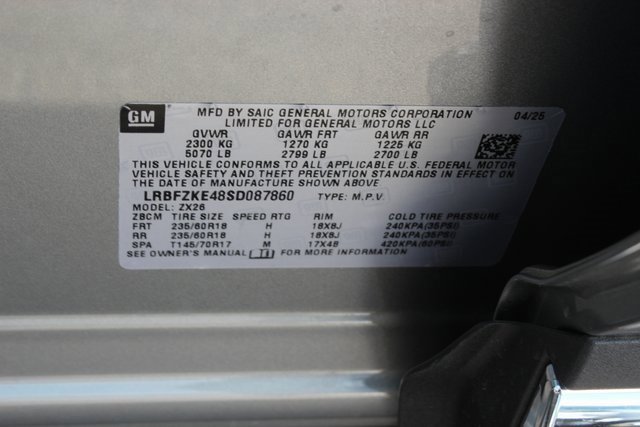 GM
MFD BY SAIC GENERAL MOTORS CORPORATION 04/25
LIMITED FOR GENERAL MOTORS LLC
GVWR GAWR FRT GAWR RR
2300 KG 1270 KG 1225 KG
5070 LB 2799 LB 2700 LB
THIS VEHICLE CONFORMS TO ALL APPLICABLE U.S. FEDERAL MOTOR
VEHICLE SAFETY AND THEFT PREVENTION STANDARDS IN EFFECT ON
THE DATE OF MANUFACTURE SHOWN ABOVE
LRBFZKE48SD087860 TYPE: M.P.V.
MODEL: ZX26
ZBCM TIRE SIZE SPEED RTG RIM COLD TIRE PRESSURE
FRT 235/60R18 H 18X8J 240KPA(35PSI)
RR 235/60R18 H 18X8J 240KPA(35PSI)
SPA T145/70R17 M 17X4B 420KPA(60PSI)
SEE OWNER'S MANUAL FOR MORE INFORMATION